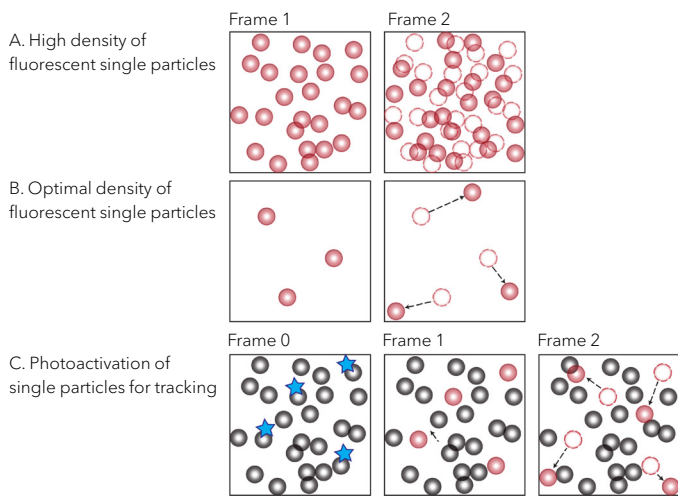 Frame 1
Frame 2
A. High density of
fluorescent single particles
B. Optimal density of
fluorescent single particles
Frame 0
Frame 1
Frame 2
C. Photoactivation of
single particles for tracking